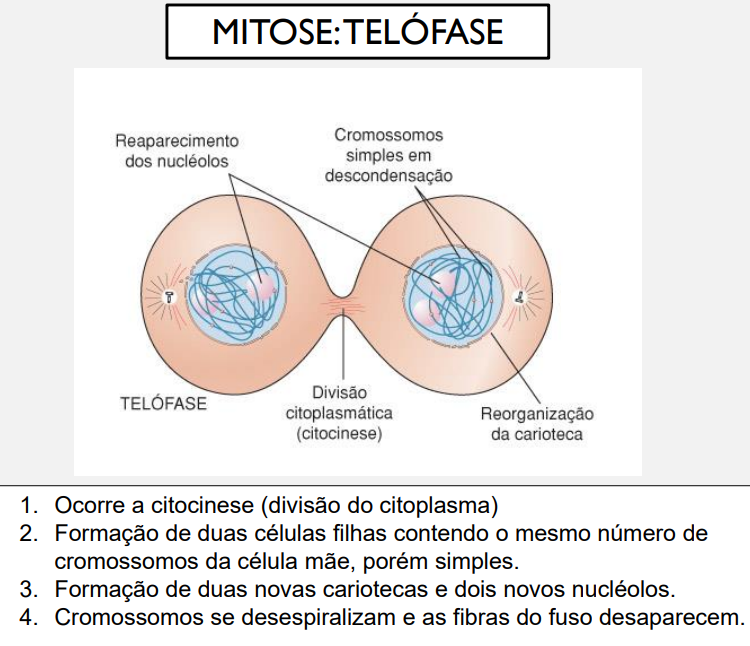 MITOSE: TELÓFASE
Reaparecimento
dos nucléolos
Cromossomos
simples em
descondensação
TELÓFASE
Divisão
citoplasmática
(citocinese)
Reorganização
da carioteca
1. Ocorre a citocinese (divisão do citoplasma)
2. Formação de duas células filhas contendo o mesmo número de
cromossomos da célula mãe, porém simples.
3. Formação de duas novas cariotecas e dois novos nucléolos.
4. Cromossomos se desespiralizam e as fibras do fuso desaparecem.